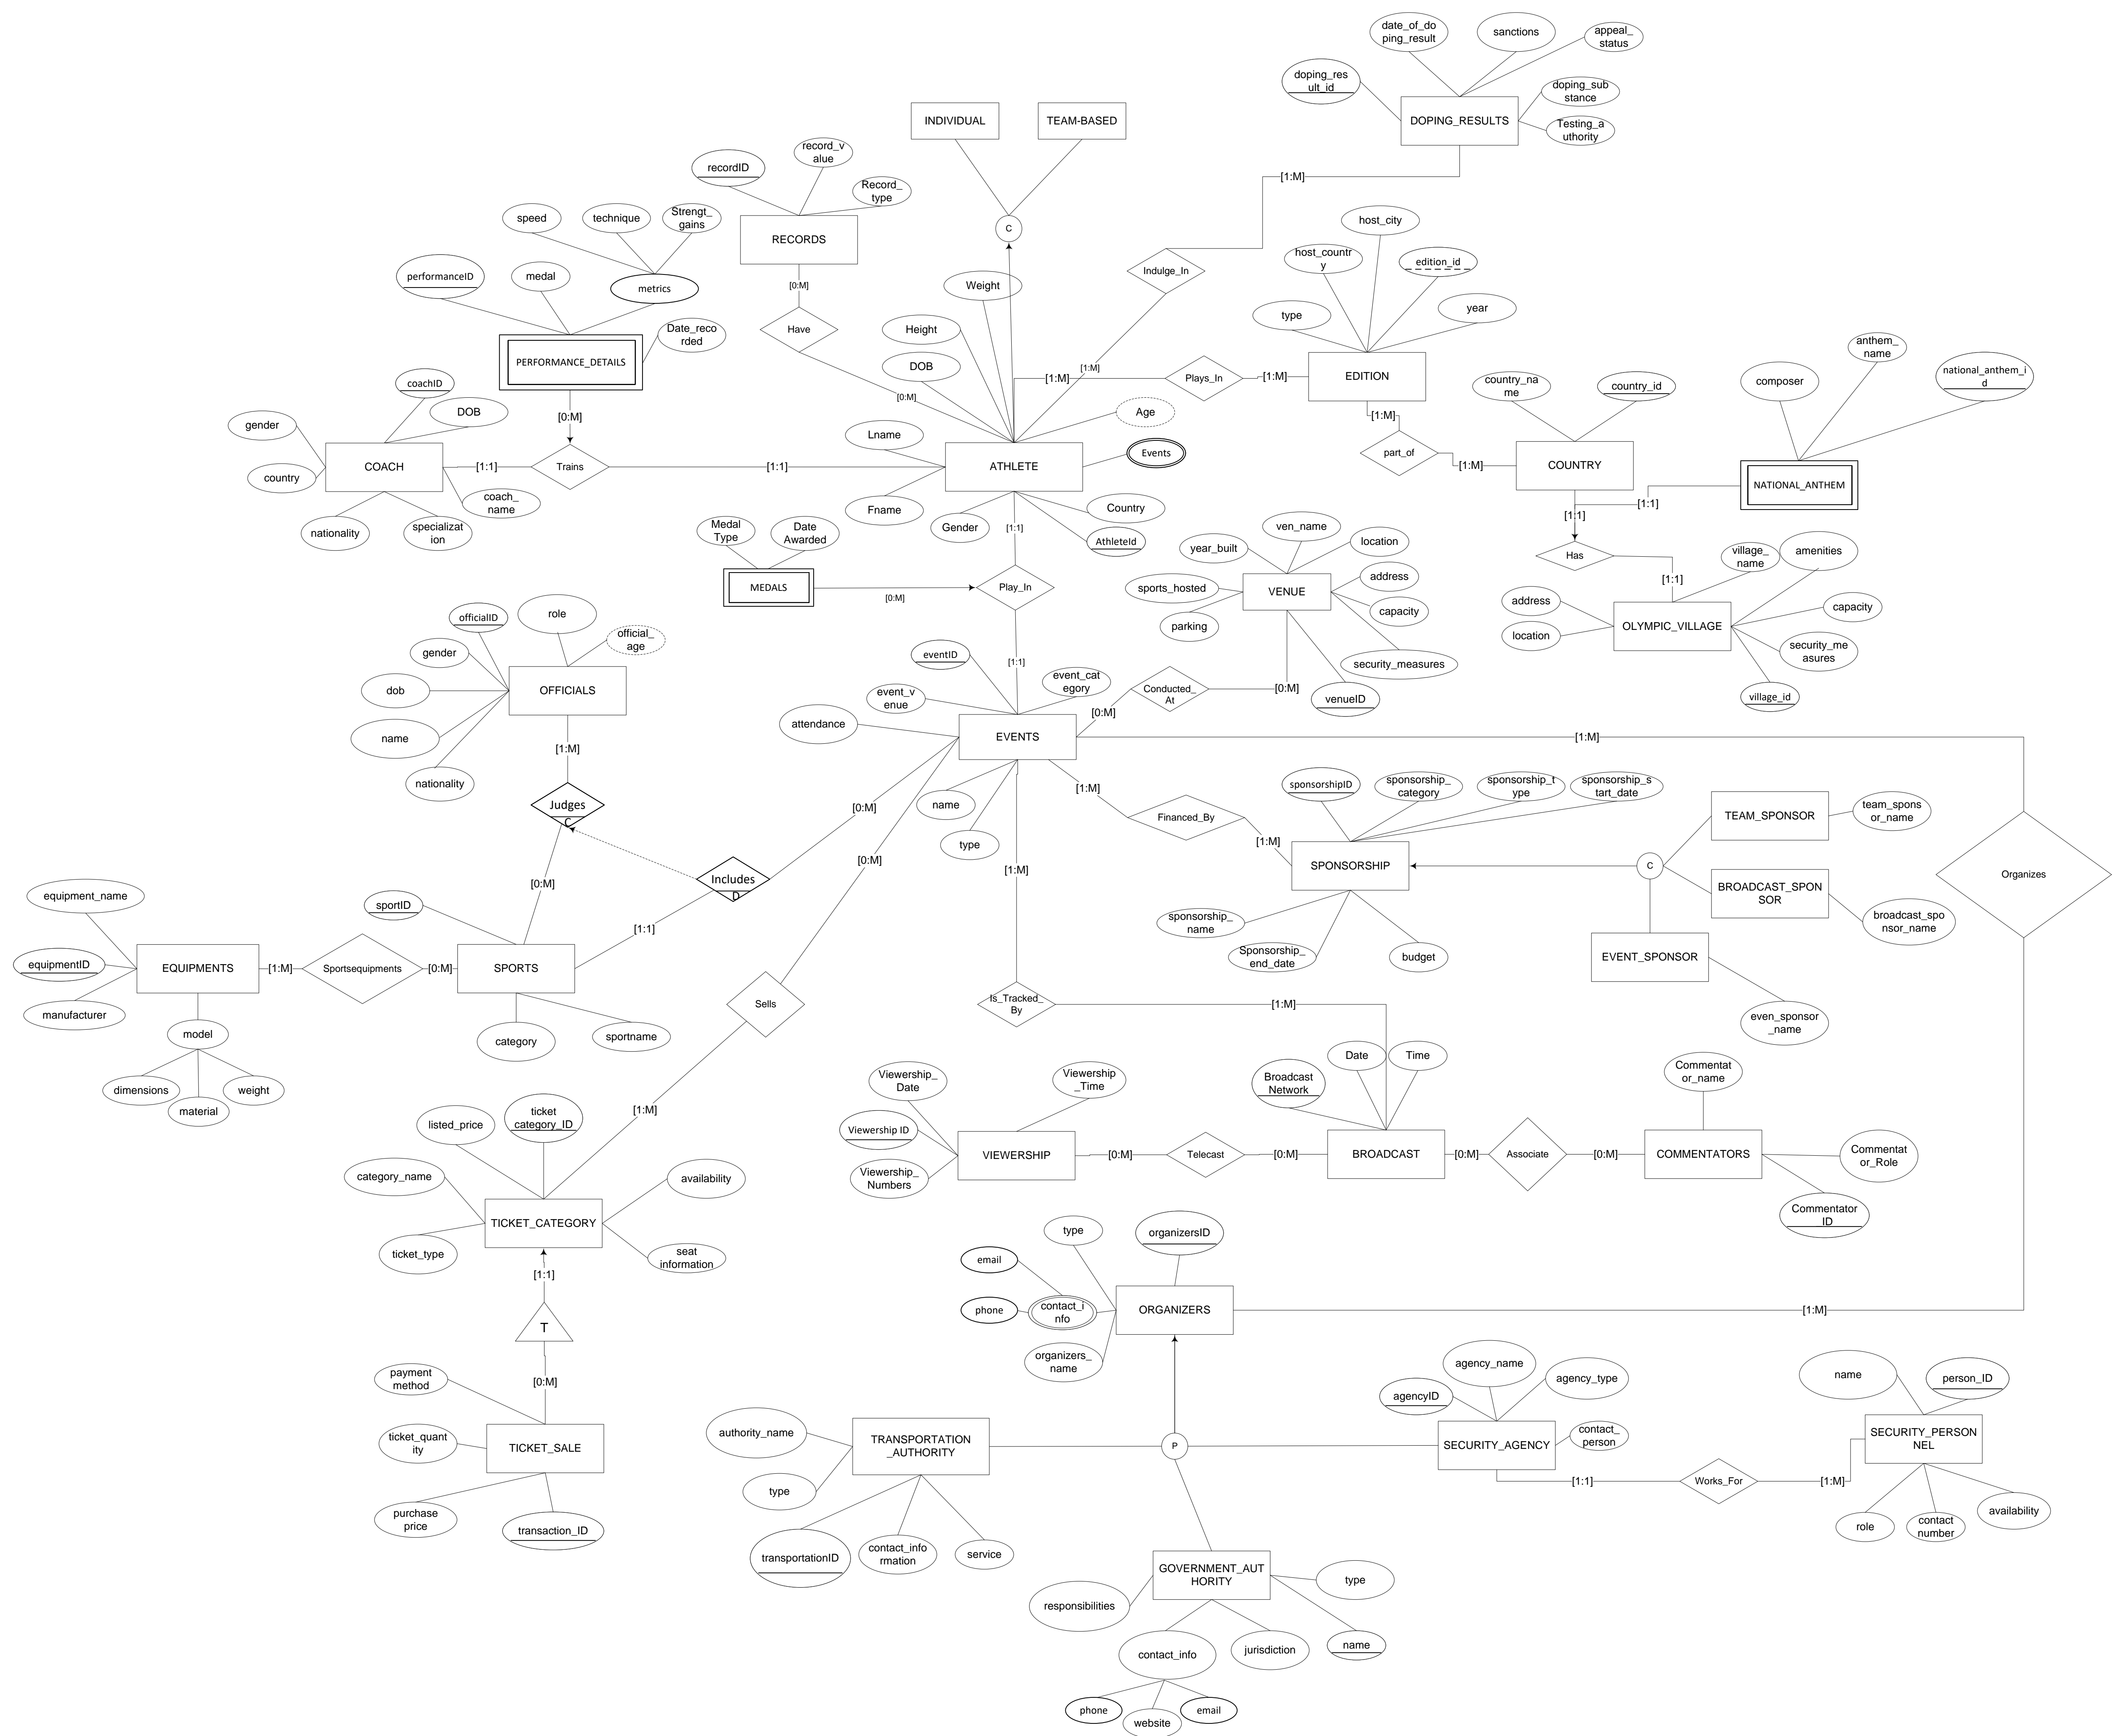 date_of_do
ping_result
sanctions
appeal_
status
doping_res
ult_id
doping_sub
stance
DOPING_RESULTS
Testing_a
uthority
INDIVIDUAL
TEAM-BASED
[1:M]
recordID
record_v
alue
Record_
type
RECORDS
C
speed
technique
Strengt_
gains
performanceID
medal
metrics
[0:M]
Have
Date_reco
rded
PERFORMANCE_DETAILS
Indulge_In
host_city
host_countr
y
edition_id
type
year
EDITION
Weight
Height
DOB
[1:M]
[1:M]
Plays_In
[1:M]
[0:M]
Age
Lname
Events
ATHLETE
Fname
Gender
Country
AthleteId
coachID
DOB
gender
COACH
country
nationality
specializat
ion
coach_
name
[0:M]
[1:1]
Trains
[1:1]
[1:M]
part_of
[1:M]
country_na
me
country_id
COUNTRY
composer
anthem_
name
national_anthem_i
d
NATIONAL_ANTHEM
[1:1]
[1:1]
Has
[1:1]
village_
name
amenities
address
location
OLYMPIC_VILLAGE
capacity
security_me
asures
village_id
Medal
Type
Date
Awarded
MEDALS
[0:M]
[1:1]
Play_In
[1:1]
ven_name
year_built
location
sports_hosted
VENUE
address
capacity
parking
security_measures
venueID
[0:M]
Conducted_
At
[0:M]
officialID
role
gender
official_
age
dob
OFFICIALS
name
nationality
[1:M]
Judges
C
[0:M]
eventID
event_cat
egory
event_v
enue
attendance
EVENTS
name
type
[1:M]
[0:M]
Includes
D
[1:1]
[0:M]
Sells
[1:M]
[1:M]
Financed_By
[1:M]
sponsorshipID
sponsorship_
category
sponsorship_t
ype
sponsorship_s
tart_date
SPONSORSHIP
sponsorship_
name
Sponsorship_
end_date
budget
C
TEAM_SPONSOR
team_spons
or_name
BROADCAST_SPON
SOR
broadcast_spo
nsor_name
EVENT_SPONSOR
even_sponsor
_name
Organizes
equipment_name
equipmentID
EQUIPMENTS
manufacturer
model
dimensions
material
weight
[1:M]
Sportsequipments
[0:M]
sportID
SPORTS
category
sportname
[1:M]
Is_Tracked_
By
[1:M]
Viewership_
Date
Viewership
_Time
Viewership ID
VIEWERSHIP
Viewership_
Numbers
[0:M]
Telecast
[0:M]
Broadcast
Network
Date
Time
BROADCAST
[0:M]
Associate
[0:M]
Commentat
or_name
COMMENTATORS
Commentat
or_Role
Commentator
_ID
listed_price
ticket
category_ID
category_name
availability
TICKET_CATEGORY
ticket_type
seat
information
[1:1]
T
[0:M]
payment
method
ticket_quant
ity
TICKET_SALE
purchase
price
transaction_ID
type
organizersID
email
phone
contact_i
nfo
ORGANIZERS
organizers_
name
[1:M]
authority_name
TRANSPORTATION
_AUTHORITY
type
transportationID
contact_info
rmation
service
P
agency_name
agencyID
agency_type
SECURITY_AGENCY
contact_
person
[1:1]
Works_For
[1:M]
name
person_ID
SECURITY_PERSON
NEL
role
contact
number
availability
GOVERNMENT_AUT
HORITY
type
responsibilities
contact_info
jurisdiction
name
phone
website
email